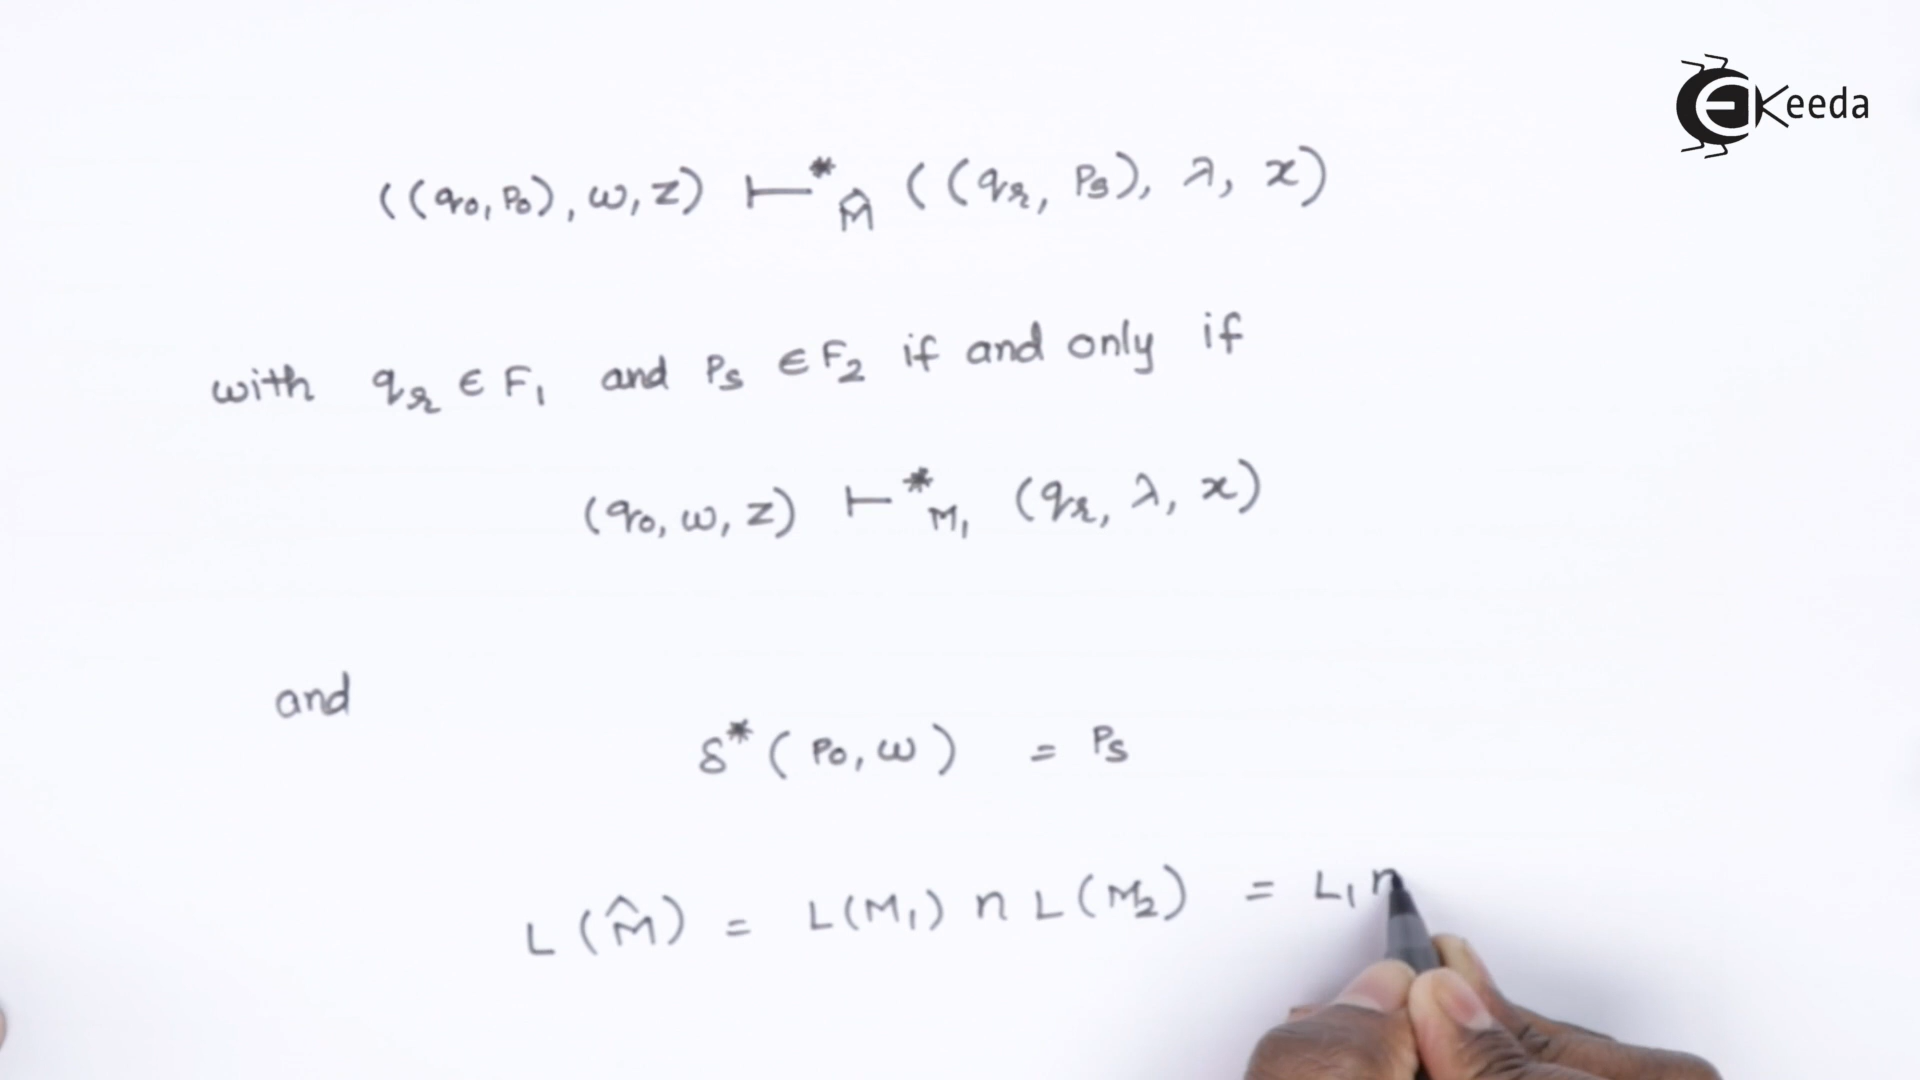 EKeeda
((q₀, p₀), ω, z) ⊢*M̂ ((qᵣ, Pₛ), λ, x)
with qᵣ ∈ F₁ and Pₛ ∈ F₂ if and only if
(q₀, ω, z) ⊢*M₁ (qᵣ, λ, x)
and
δ*(P₀, ω) = Pₛ
L(M̂) = L(M₁) ∩ L(M₂) = L₁ ∩